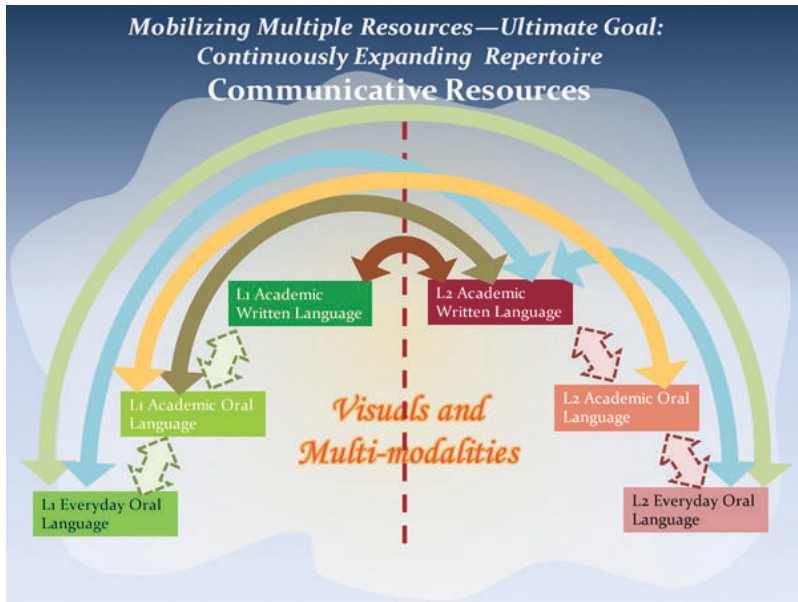 Mobilizing Multiple Resources—Ultimate Goal:
Continuously Expanding Repertoire
Communicative Resources
L1 Academic
Written Language
L2 Academic
Written Language
L1 Academic Oral
Language
Visuals and
Multi-modalities
L2 Academic Oral
Language
L1 Everyday Oral
Language
L2 Everyday Oral
Language